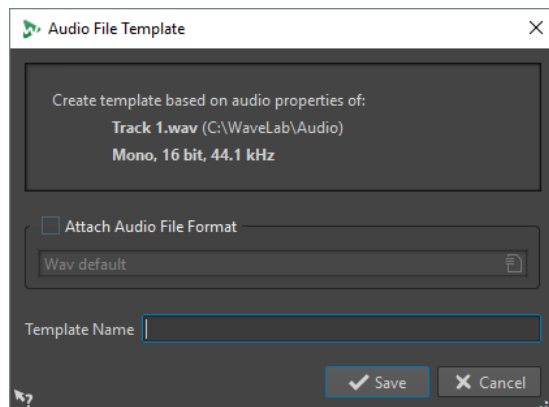 Audio File Template
Create template based on audio properties of:
Track 1.wav (C:\WaveLab\Audio)
Mono, 16 bit, 44.1 kHz
Attach Audio File Format
Wav default
Template Name
Save Cancel
?